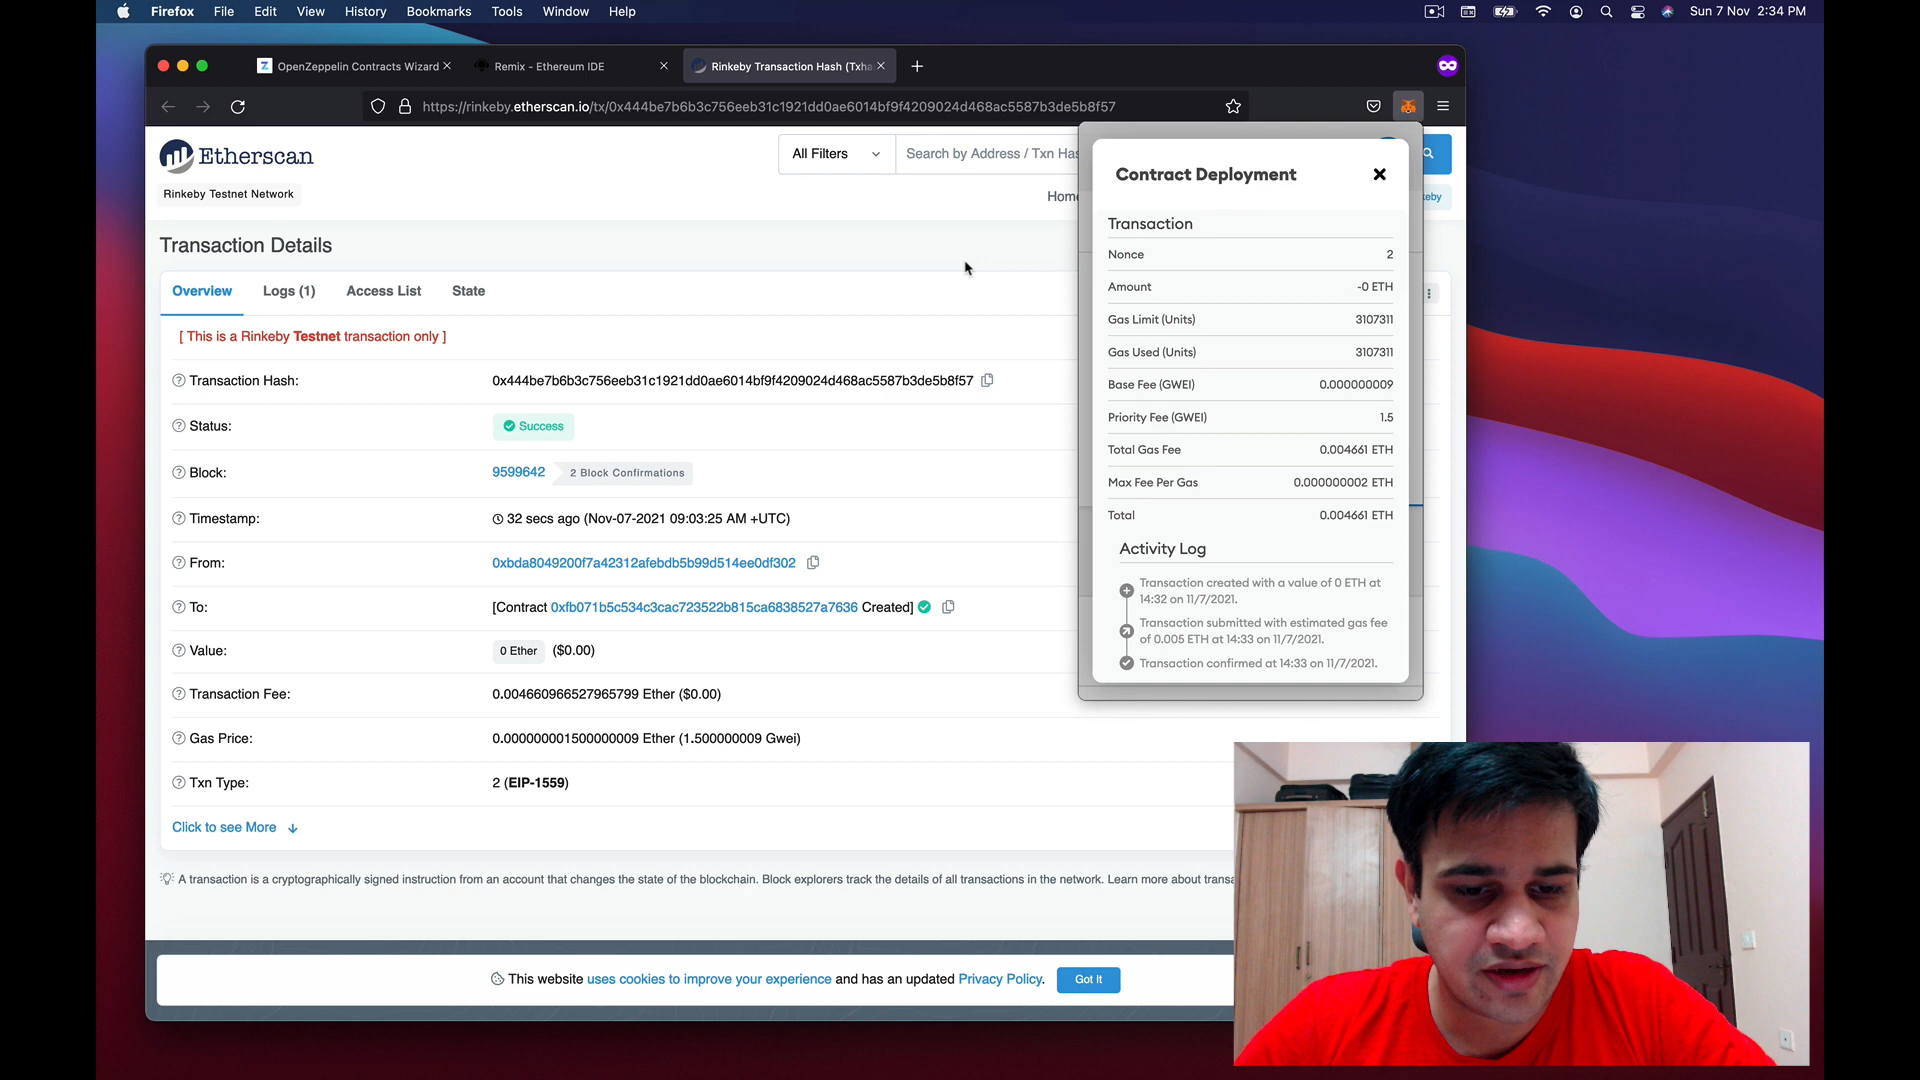 Firefox File Edit View History Bookmarks Tools Window Help Sun 7 Nov 2:34 PM
OpenZeppelin Contracts Wizard Remix - Ethereum IDE Rinkeby Transaction Hash (Txha
https://rinkeby.etherscan.io/tx/0x444be7b6b3c756eeb31c1921dd0ae6014bf9f4209024d468ac5587b3de5b8f57
Etherscan
All Filters Search by Address / Txn Has
Rinkeby Testnet Network
Home
keby
Transaction Details
Overview Logs (1) Access List State
[ This is a Rinkeby Testnet transaction only ]
Transaction Hash: 0x444be7b6b3c756eeb31c1921dd0ae6014bf9f4209024d468ac5587b3de5b8f57
Status: Success
Block: 9599642 2 Block Confirmations
Timestamp: 32 secs ago (Nov-07-2021 09:03:25 AM +UTC)
From: 0xbda8049200f7a42312afebdb5b99d514ee0df302
To: [Contract 0xfb071b5c534c3cac723522b815ca6838527a7636 Created]
Value: 0 Ether ($0.00)
Transaction Fee: 0.004660966527965799 Ether ($0.00)
Gas Price: 0.000000001500000009 Ether (1.500000009 Gwei)
Txn Type: 2 (EIP-1559)
Click to see More
A transaction is a cryptographically signed instruction from an account that changes the state of the blockchain. Block explorers track the details of all transactions in the network. Learn more about transa
This website uses cookies to improve your experience and has an updated Privacy Policy. Got It
Contract Deployment
Transaction
Nonce 2
Amount -0 ETH
Gas Limit (Units) 3107311
Gas Used (Units) 3107311
Base Fee (GWEI) 0.000000009
Priority Fee (GWEI) 1.5
Total Gas Fee 0.004661 ETH
Max Fee Per Gas 0.000000002 ETH
Total 0.004661 ETH
Activity Log
Transaction created with a value of 0 ETH at
14:32 on 11/7/2021.
Transaction submitted with estimated gas fee
of 0.005 ETH at 14:33 on 11/7/2021.
Transaction confirmed at 14:33 on 11/7/2021.